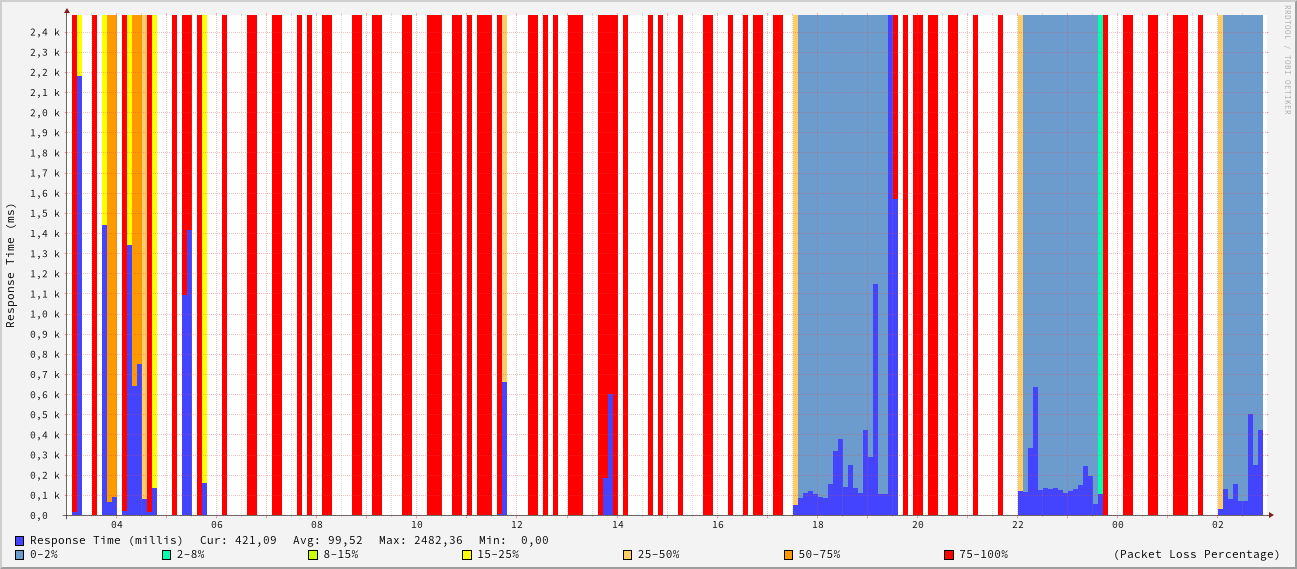 RRDTOOL / TOBI OETIKER
Response Time (ms)
2,4 k
2,3 k
2,2 k
2,1 k
2,0 k
1,9 k
1,8 k
1,7 k
1,6 k
1,5 k
1,4 k
1,3 k
1,2 k
1,1 k
1,0 k
0,9 k
0,8 k
0,7 k
0,6 k
0,5 k
0,4 k
0,3 k
0,2 k
0,1 k
0,0
04 06 08 10 12 14 16 18 20 22 00 02
Response Time (millis) Cur: 421,09 Avg: 99,52 Max: 2482,36 Min: 0,00
0-2% 2-8% 8-15% 15-25% 25-50% 50-75% 75-100% (Packet Loss Percentage)